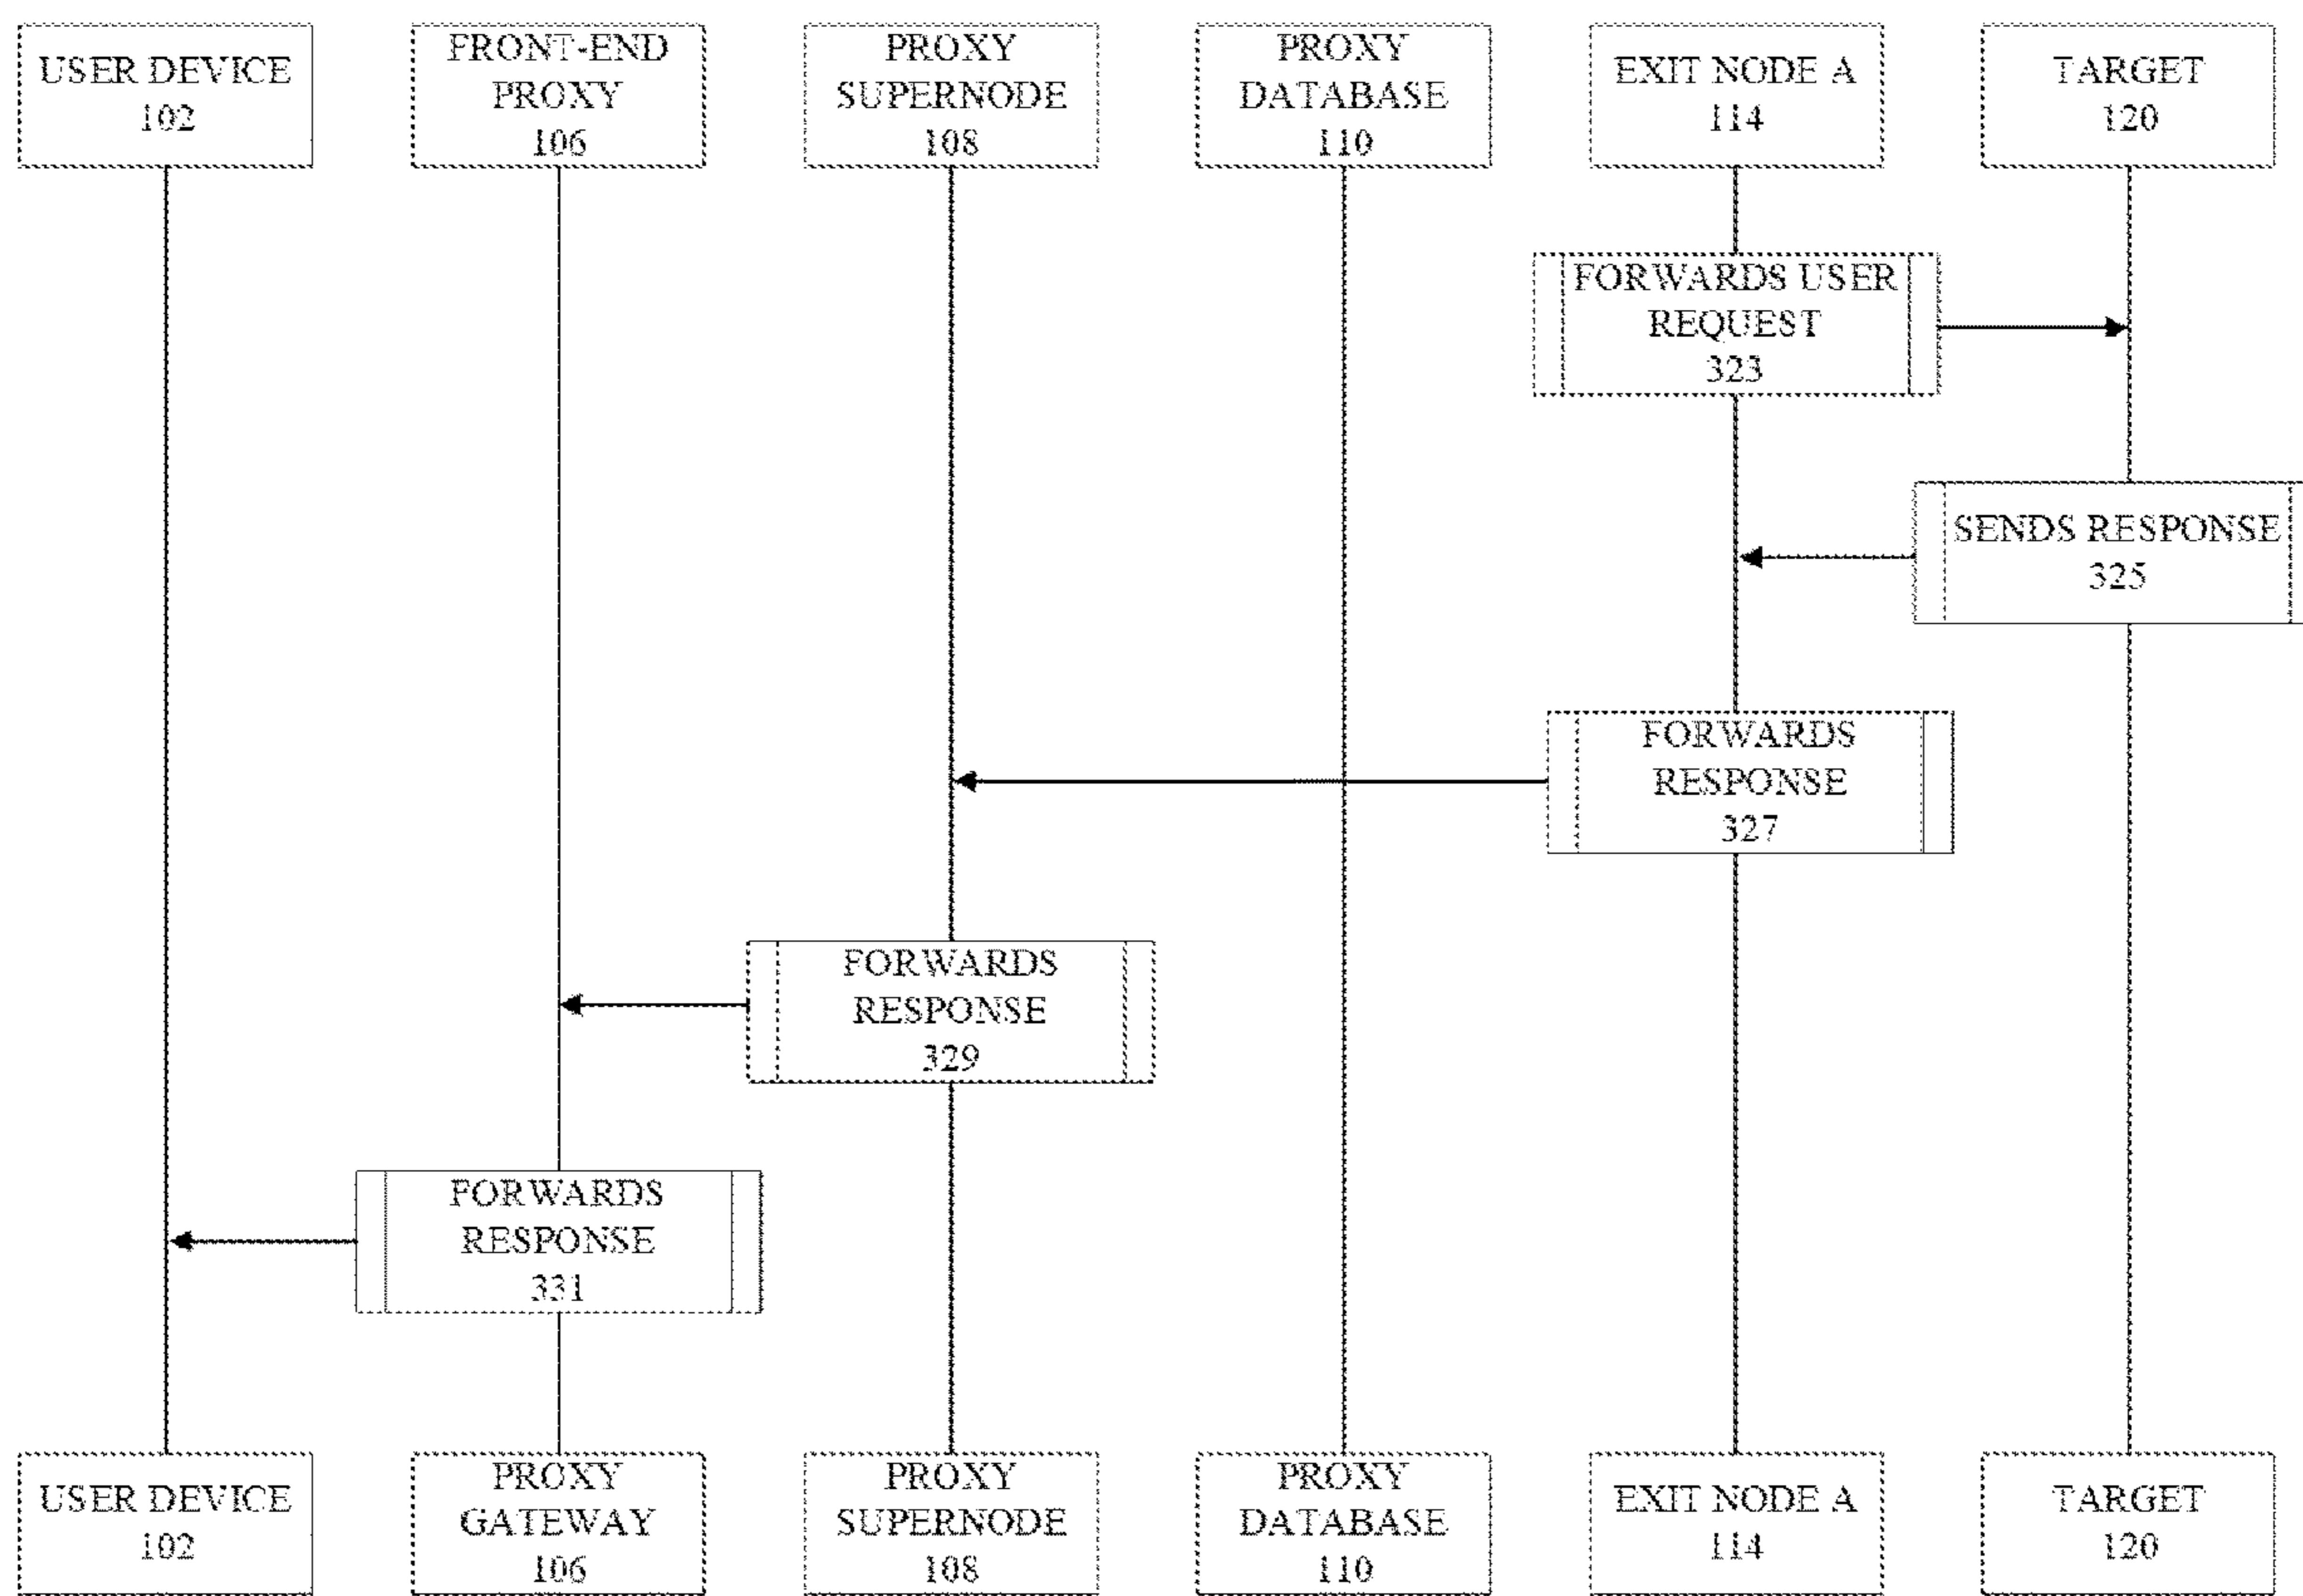 USER DEVICE
102
FRONT-END
PROXY
106
PROXY
SUPERNODE
108
PROXY
DATABASE
110
EXIT NODE A
114
TARGET
120
FORWARDS USER
REQUEST
323
SENDS RESPONSE
325
FORWARDS
RESPONSE
327
FORWARDS
RESPONSE
329
FORWARDS
RESPONSE
331
USER DEVICE
102
PROXY
GATEWAY
106
PROXY
SUPERNODE
108
PROXY
DATABASE
110
EXIT NODE A
114
TARGET
120